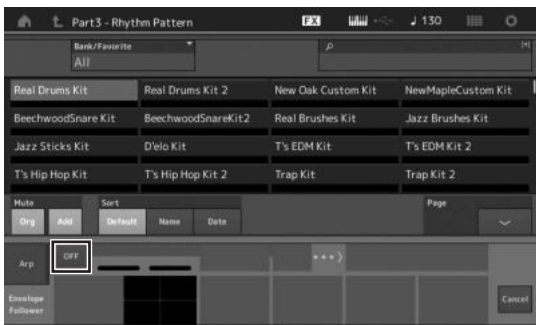 Part3 - Rhythm Pattern FX 130
Bank/Favorite
All
Real Drums Kit Real Drums Kit 2 New Oak Custom Kit NewMapleCustom Kit
BeechwoodSnare Kit BeechwoodSnareKit2 Real Brushes Kit Jazz Brushes Kit
Jazz Sticks Kit D'elo Kit T's EDM Kit T's EDM Kit 2
T's Hip Hop Kit T's Hip Hop Kit 2 Trap Kit Trap Kit 2
Mute Sort Page
Org Add Default Name Date
Arp OFF
Envelope
Follower Cancel